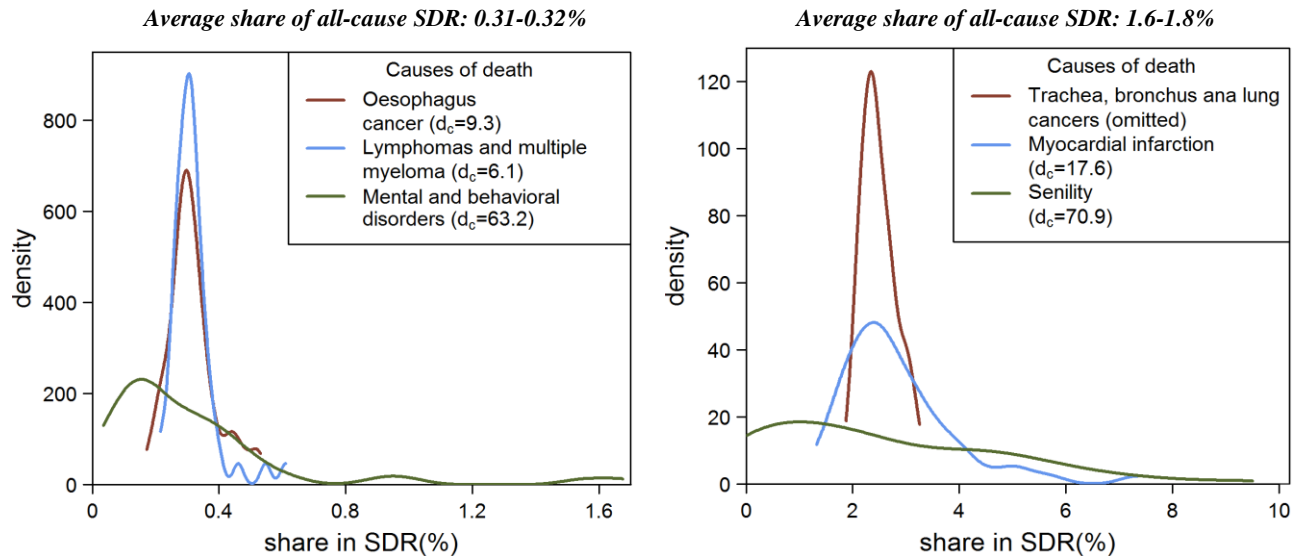 Average share of all-cause SDR: 0.31-0.32%
Causes of death
Oesophagus
cancer (dc=9.3)
Lymphomas and multiple
myeloma (dc=6.1)
Mental and behavioral
disorders (dc=63.2)
density
0
200
400
600
800
0
0.4
0.8
1.2
1.6
share in SDR(%)
Average share of all-cause SDR: 1.6-1.8%
Causes of death
Trachea, bronchus ana lung
cancers (omitted)
Myocardial infarction
(dc=17.6)
Senility
(dc=70.9)
density
0
20
40
60
80
100
120
0
2
4
6
8
10
share in SDR(%)